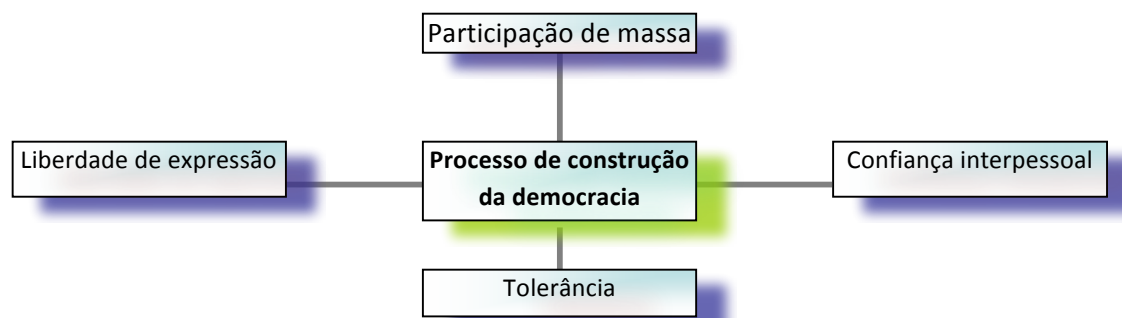 Participação de massa
Liberdade de expressão
Processo de construção
da democracia
Confiança interpessoal
Tolerância